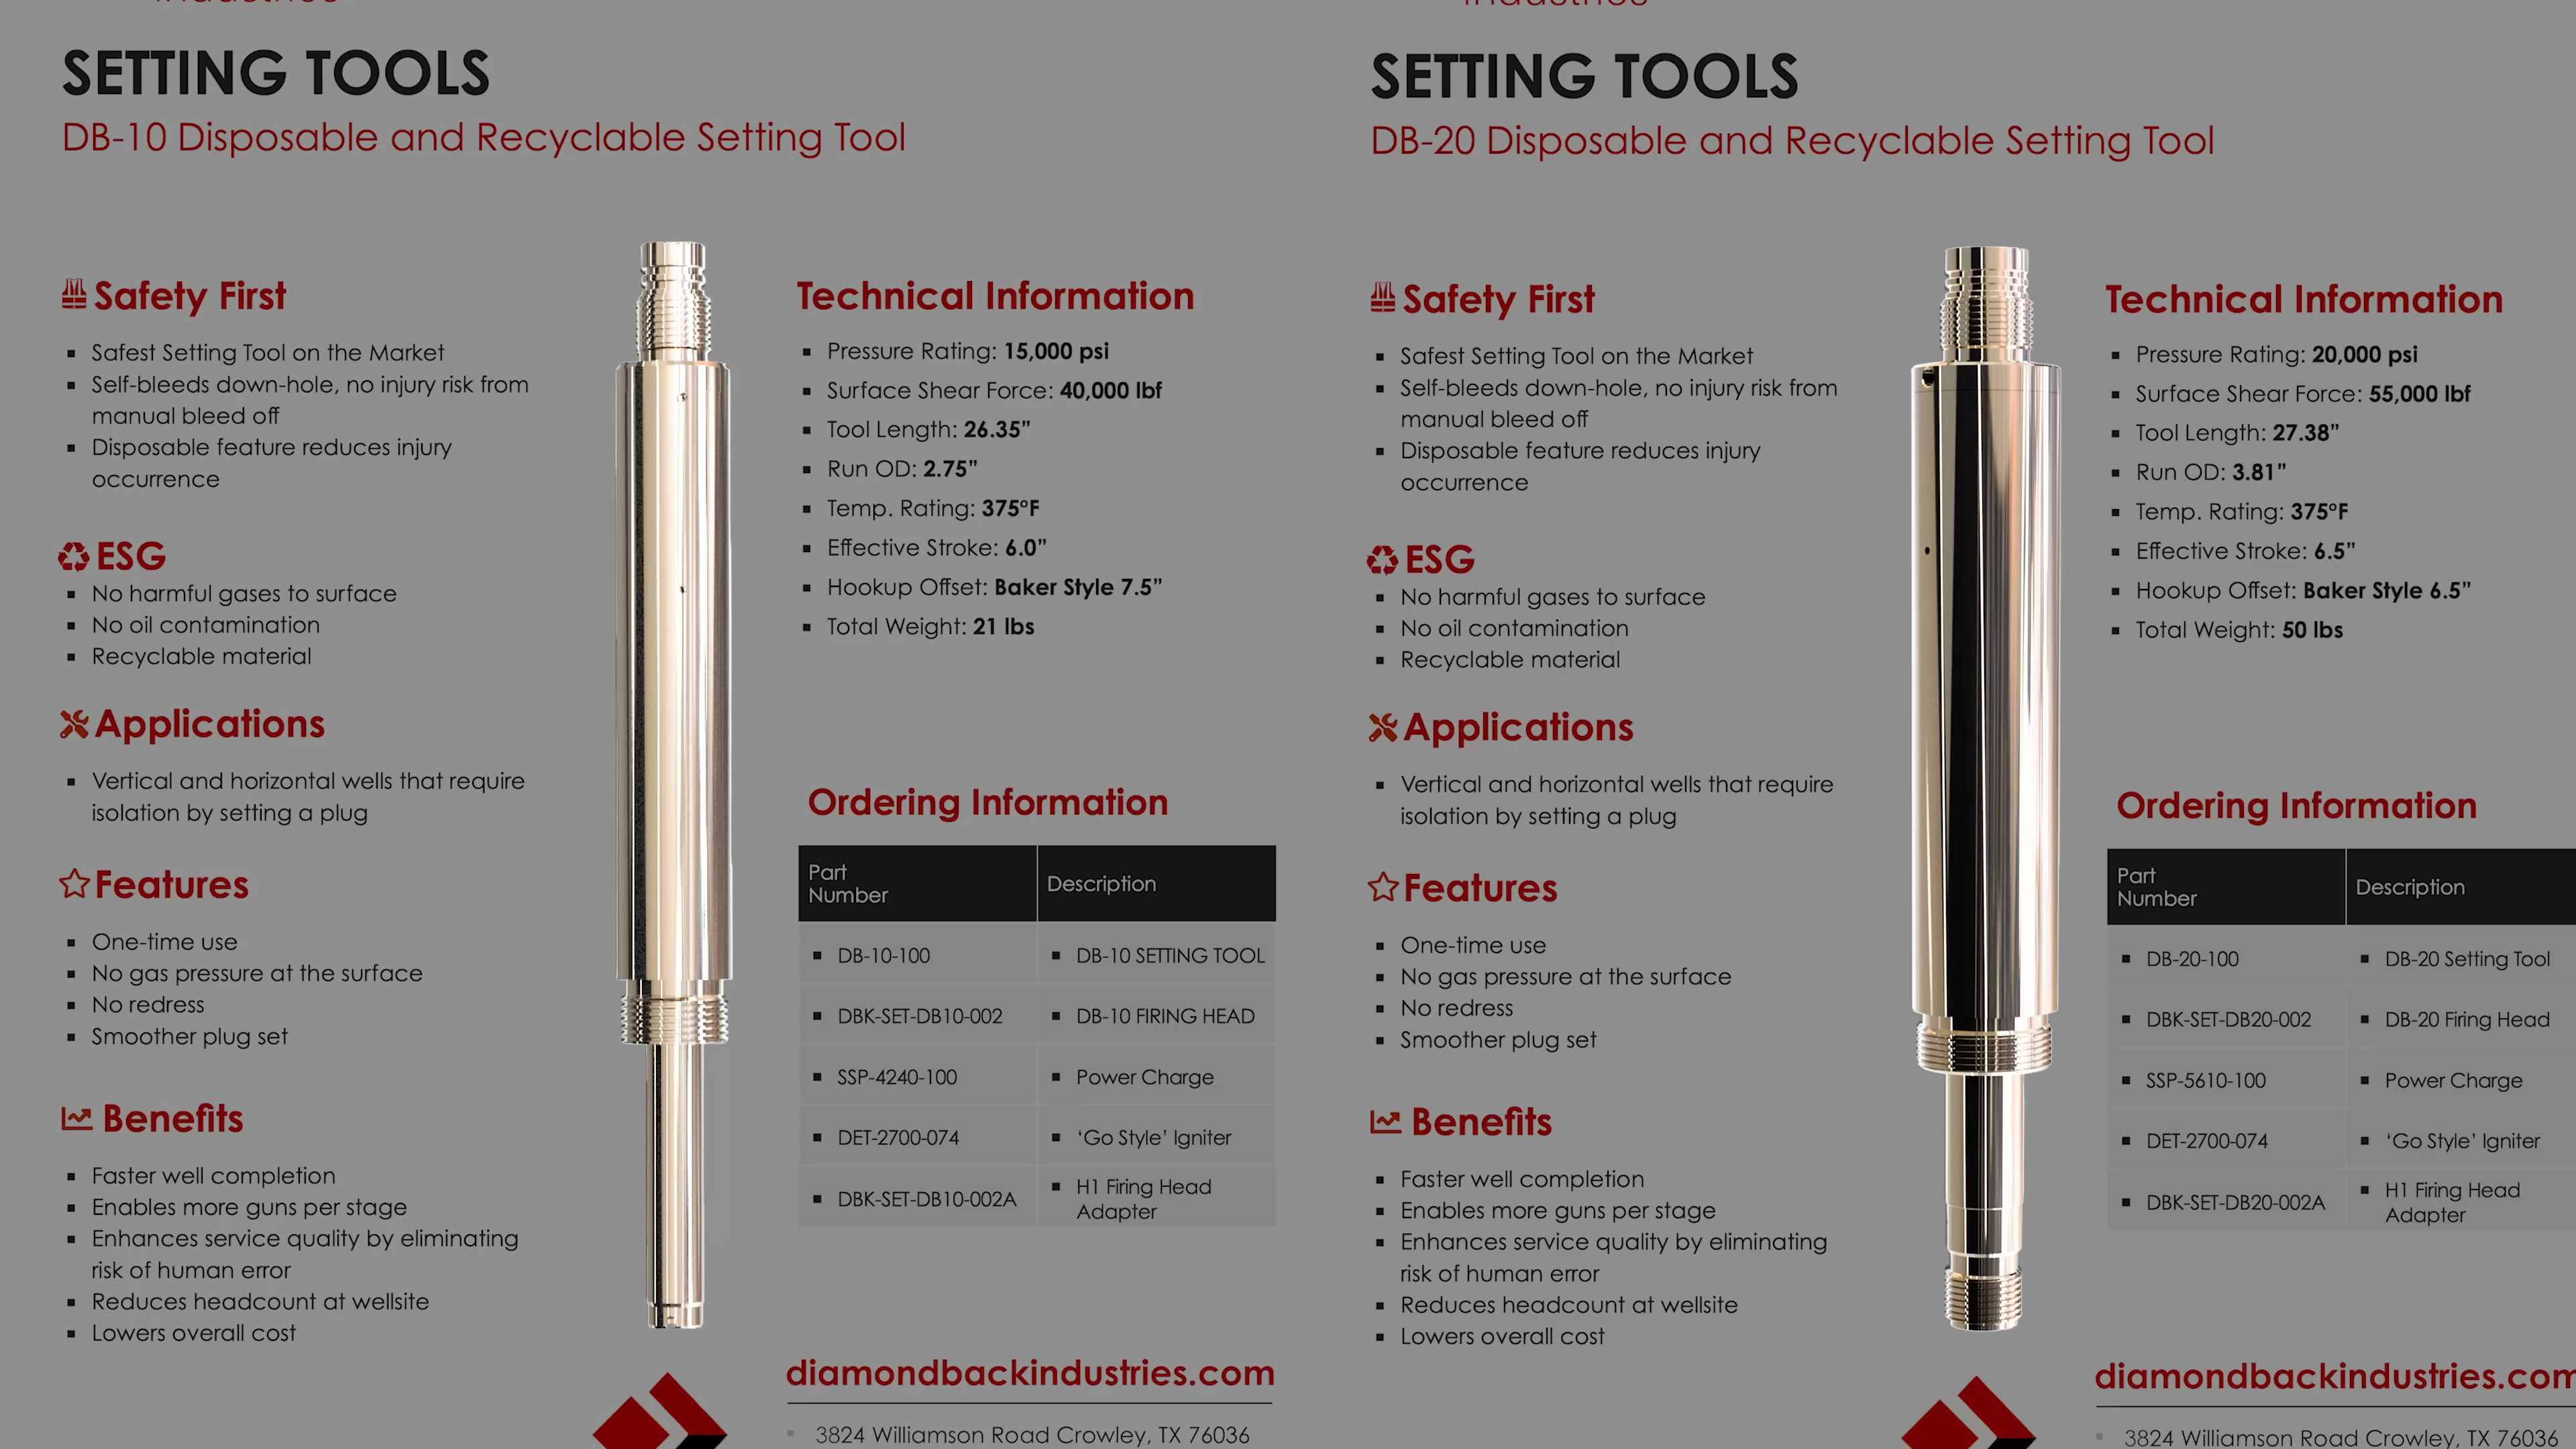 SETTING TOOLS
DB-10 Disposable and Recyclable Setting Tool
Safety First
▪ Safest Setting Tool on the Market
▪ Self-bleeds down-hole, no injury risk from
manual bleed off
▪ Disposable feature reduces injury
occurrence
ESG
▪ No harmful gases to surface
▪ No oil contamination
▪ Recyclable material
Applications
▪ Vertical and horizontal wells that require
isolation by setting a plug
Features
▪ One-time use
▪ No gas pressure at the surface
▪ No redress
▪ Smoother plug set
Benefits
▪ Faster well completion
▪ Enables more guns per stage
▪ Enhances service quality by eliminating
risk of human error
▪ Reduces headcount at wellsite
▪ Lowers overall cost
Technical Information
▪ Pressure Rating: 15,000 psi
▪ Surface Shear Force: 40,000 lbf
▪ Tool Length: 26.35”
▪ Run OD: 2.75”
▪ Temp. Rating: 375°F
▪ Effective Stroke: 6.0”
▪ Hookup Offset: Baker Style 7.5”
▪ Total Weight: 21 lbs
Ordering Information
Part
Number
Description
▪ DB-10-100 ▪ DB-10 SETTING TOOL
▪ DBK-SET-DB10-002 ▪ DB-10 FIRING HEAD
▪ SSP-4240-100 ▪ Power Charge
▪ DET-2700-074 ▪ ‘Go Style’ Igniter
▪ DBK-SET-DB10-002A ▪ H1 Firing Head
Adapter
diamondbackindustries.com
▪ 3824 Williamson Road Crowley, TX 76036
SETTING TOOLS
DB-20 Disposable and Recyclable Setting Tool
Safety First
▪ Safest Setting Tool on the Market
▪ Self-bleeds down-hole, no injury risk from
manual bleed off
▪ Disposable feature reduces injury
occurrence
ESG
▪ No harmful gases to surface
▪ No oil contamination
▪ Recyclable material
Applications
▪ Vertical and horizontal wells that require
isolation by setting a plug
Features
▪ One-time use
▪ No gas pressure at the surface
▪ No redress
▪ Smoother plug set
Benefits
▪ Faster well completion
▪ Enables more guns per stage
▪ Enhances service quality by eliminating
risk of human error
▪ Reduces headcount at wellsite
▪ Lowers overall cost
Technical Information
▪ Pressure Rating: 20,000 psi
▪ Surface Shear Force: 55,000 lbf
▪ Tool Length: 27.38”
▪ Run OD: 3.81”
▪ Temp. Rating: 375°F
▪ Effective Stroke: 6.5”
▪ Hookup Offset: Baker Style 6.5”
▪ Total Weight: 50 lbs
Ordering Information
Part
Number
Description
▪ DB-20-100 ▪ DB-20 Setting Tool
▪ DBK-SET-DB20-002 ▪ DB-20 Firing Head
▪ SSP-5610-100 ▪ Power Charge
▪ DET-2700-074 ▪ ‘Go Style’ Igniter
▪ DBK-SET-DB20-002A ▪ H1 Firing Head
Adapter
diamondbackindustries.com
▪ 3824 Williamson Road Crowley, TX 76036